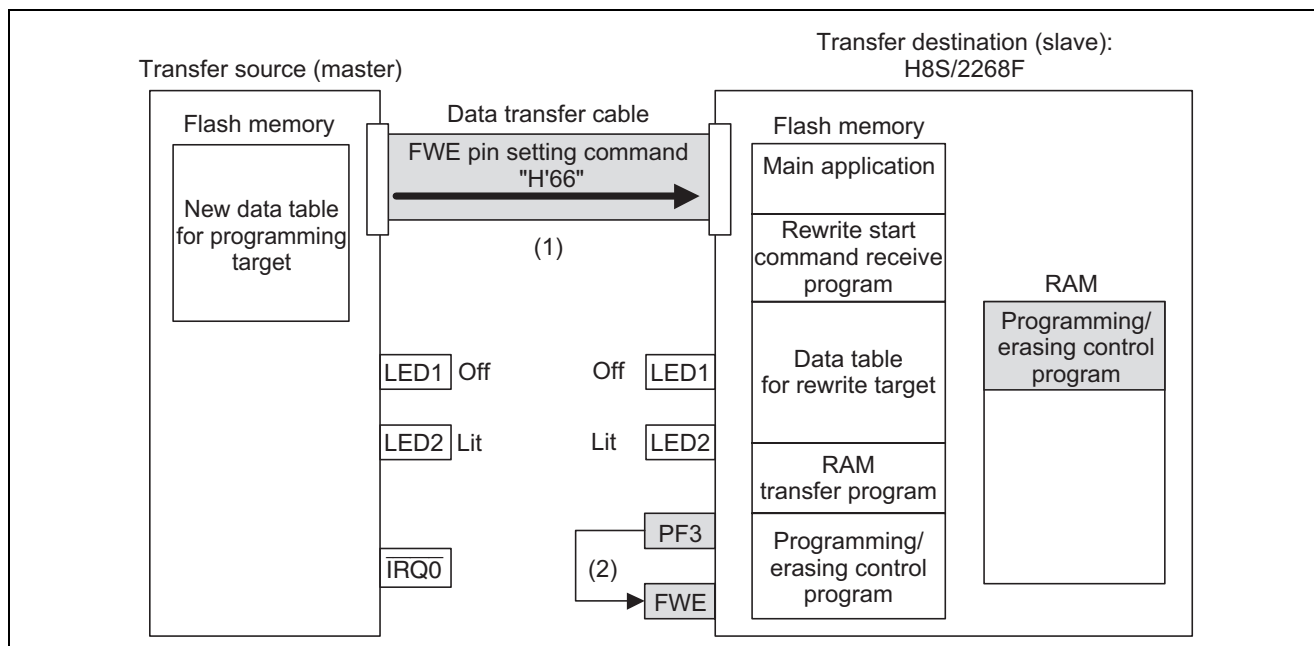 Transfer source (master)
Flash memory
New data table
for programming
target
Data transfer cable
FWE pin setting command
"H'66"
(1)
Transfer destination (slave):
H8S/2268F
Flash memory
Main application
Rewrite start
command receive
program
Data table
for rewrite target
RAM
transfer program
Programming/
erasing control
program
RAM
Programming/
erasing control
program
LED1 Off
Off LED1
LED2 Lit
Lit LED2
IRQ0
PF3
(2)
FWE